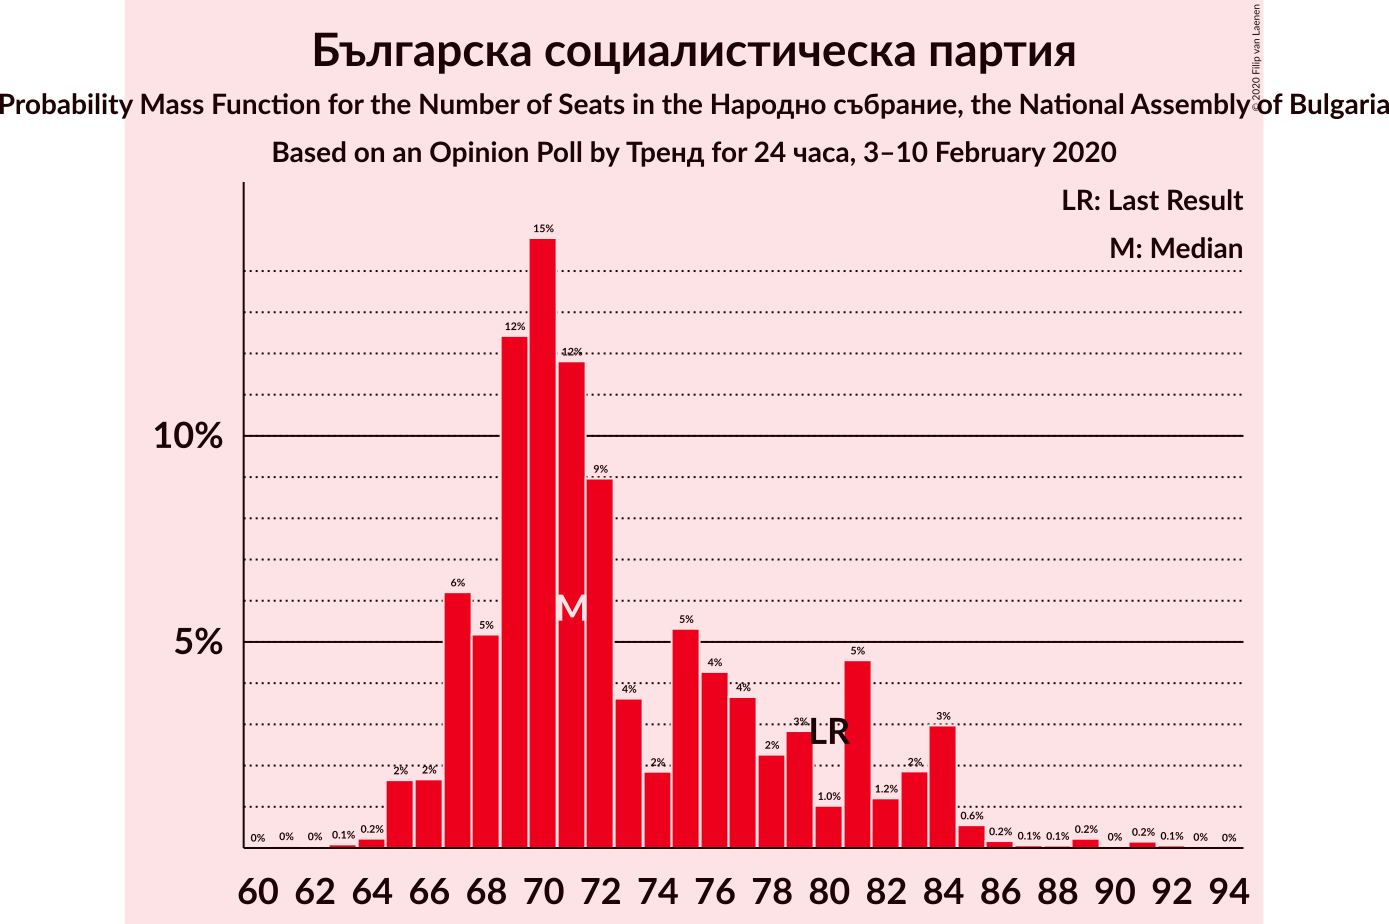 Българска социалистическа партия
© 2020 Filip van Laenen
Probability Mass Function for the Number of Seats in the Народно събрание, the National Assembly of Bulgaria
Based on an Opinion Poll by Тренд for 24 часа, 3–10 February 2020
LR: Last Result
M: Median
10%
5%
0% 0% 0% 0.1% 0.2% 2% 2% 6% 5% 12% 15% 12% 9% 4% 2% 5% 4% 4% 2% 3% 1.0% 5% 1.2% 2% 3% 0.6% 0.2% 0.1% 0.1% 0.2% 0% 0.2% 0.1% 0% 0%
M
LR
60 62 64 66 68 70 72 74 76 78 80 82 84 86 88 90 92 94